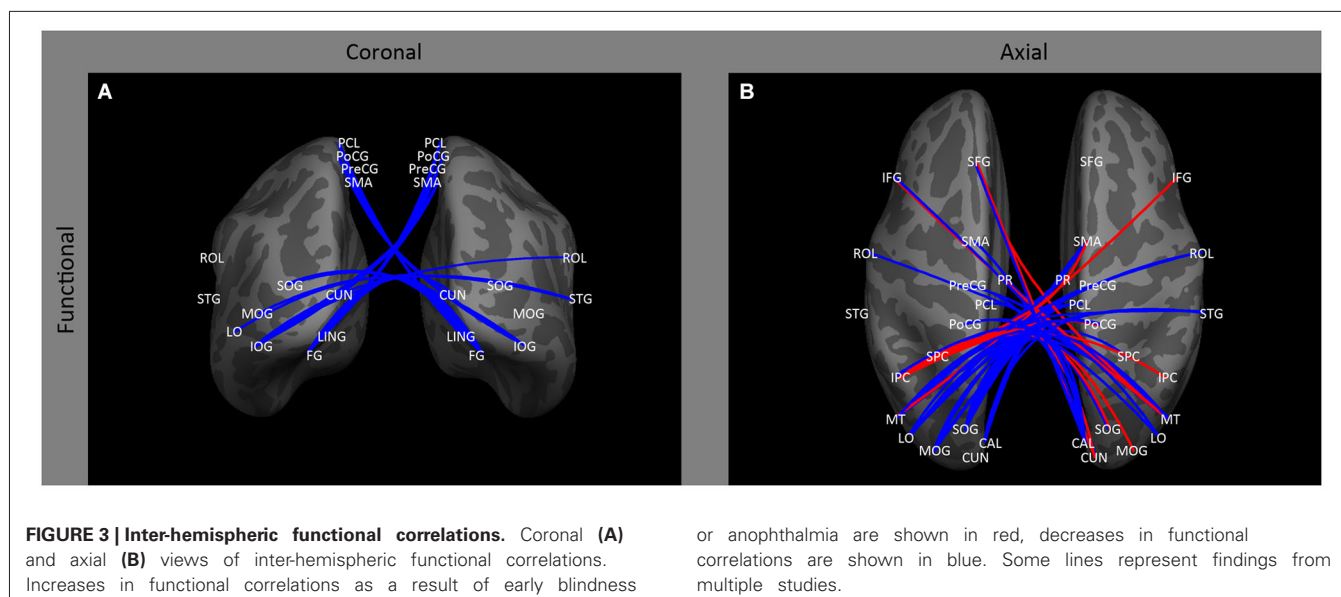 Coronal
Axial
Functional
A
PCL PCL
PoCG PoCG
PreCG PreCG
SMA SMA
ROL ROL
SOG SOG
STG CUN CUN STG
MOG MOG
LO
IOG LING LING IOG
FG FG
B
SFG SFG
IFG IFG
SMA SMA
ROL ROL
PR PR
PreCG PreCG
PCL PCL
STG STG
PoCG PoCG
SPC SPC
IPC IPC
MT MT
SOG SOG
LO LO
CAL CAL
MOG MOG
CUN CUN
FIGURE 3 | Inter-hemispheric functional correlations. Coronal (A)
and axial (B) views of inter-hemispheric functional correlations.
Increases in functional correlations as a result of early blindness
or anophthalmia are shown in red, decreases in functional
correlations are shown in blue. Some lines represent findings from
multiple studies.